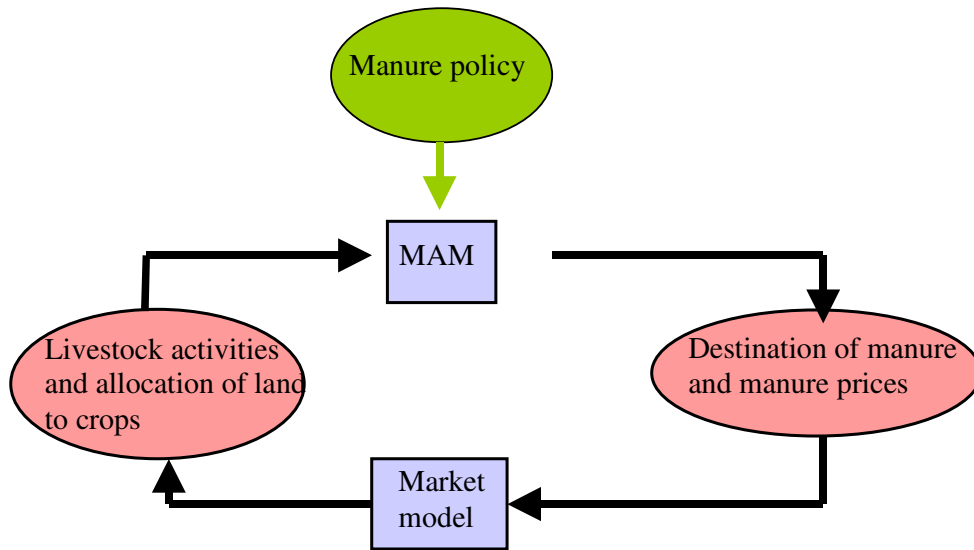 Manure policy
MAM
Livestock activities
and allocation of land
to crops
Destination of manure
and manure prices
Market
model